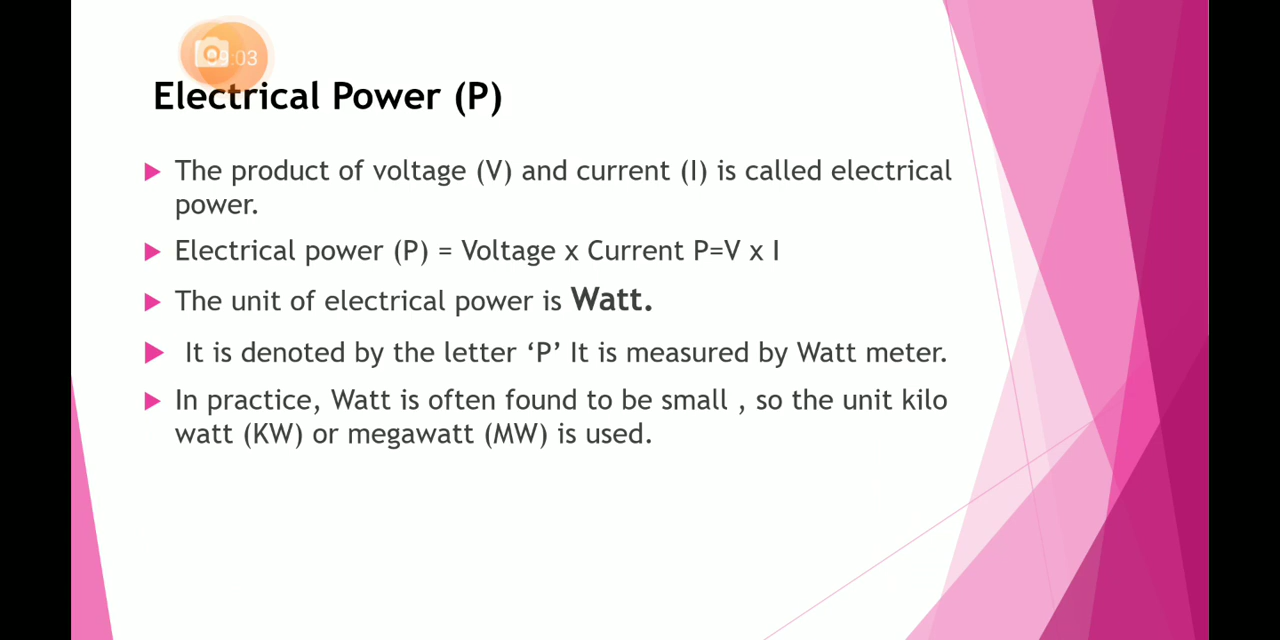 Electrical Power (P)
The product of voltage (V) and current (I) is called electrical
power.
Electrical power (P) = Voltage x Current P=V x I
The unit of electrical power is Watt.
It is denoted by the letter ‘P’ It is measured by Watt meter.
In practice, Watt is often found to be small , so the unit kilo
watt (KW) or megawatt (MW) is used.